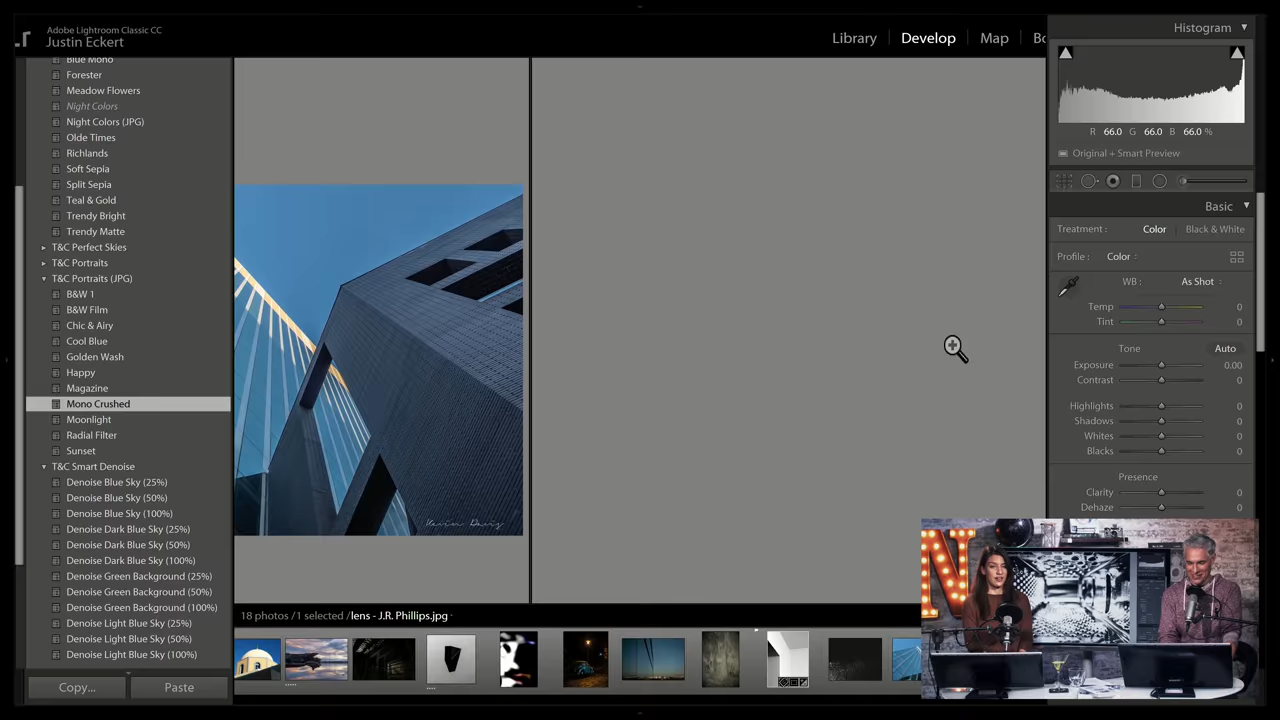 Adobe Lightroom Classic CC
Justin Eckert
Library
Develop
Map
Bo
Blue Mono
Forester
Meadow Flowers
Night Colors
Night Colors (JPG)
Olde Times
Richlands
Soft Sepia
Split Sepia
Teal & Gold
Trendy Bright
Trendy Matte
T&C Perfect Skies
T&C Portraits
T&C Portraits (JPG)
B&W 1
B&W Film
Chic & Airy
Cool Blue
Golden Wash
Happy
Magazine
Mono Crushed
Moonlight
Radial Filter
Sunset
T&C Smart Denoise
Denoise Blue Sky (25%)
Denoise Blue Sky (50%)
Denoise Blue Sky (100%)
Denoise Dark Blue Sky (25%)
Denoise Dark Blue Sky (50%)
Denoise Dark Blue Sky (100%)
Denoise Green Background (25%)
Denoise Green Background (50%)
Denoise Green Background (100%)
Denoise Light Blue Sky (25%)
Denoise Light Blue Sky (50%)
Denoise Light Blue Sky (100%)
Copy...
Paste
Kevin Davis
18 photos / 1 selected / lens - J.R. Phillips.jpg
Histogram
R 66.0 G 66.0 B 66.0 %
Original + Smart Preview
Basic
Treatment : Color Black & White
Profile : Color
WB : As Shot
Temp 0
Tint 0
Tone Auto
Exposure 0.00
Contrast 0
Highlights 0
Shadows 0
Whites 0
Blacks 0
Presence
Clarity 0
Dehaze 0
N